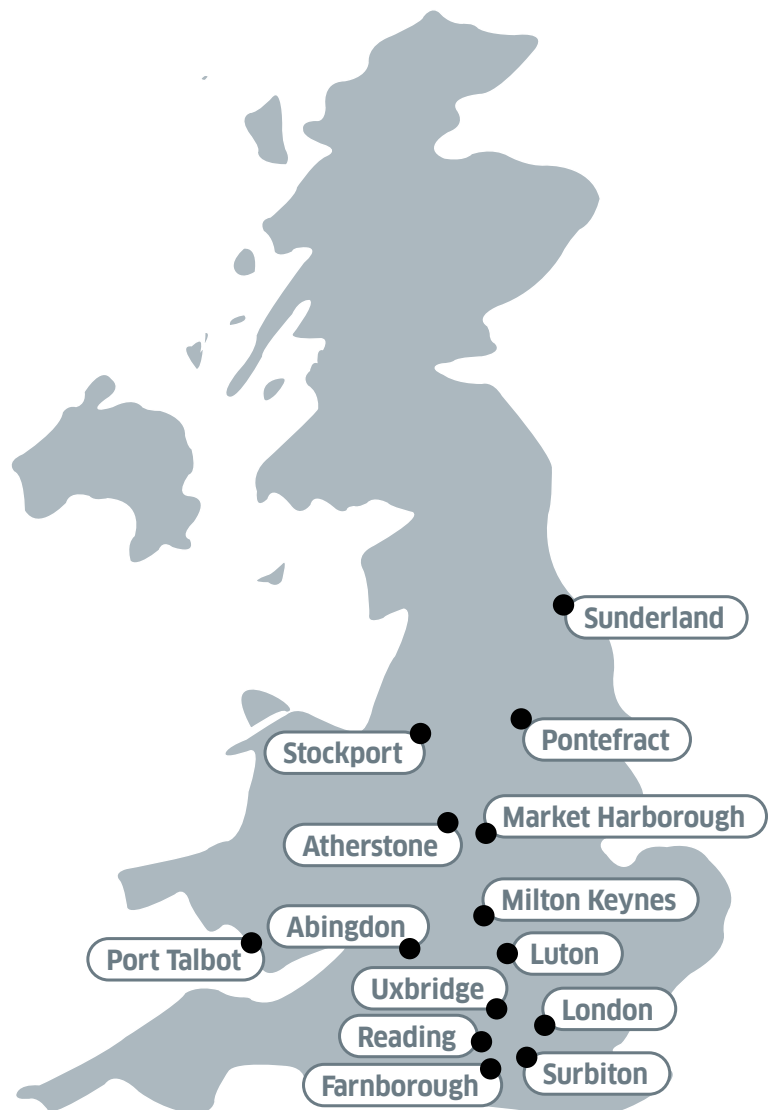 Sunderland
Pontefract
Stockport
Market Harborough
Atherstone
Milton Keynes
Abingdon
Luton
Port Talbot
Uxbridge
London
Reading
Surbiton
Farnborough